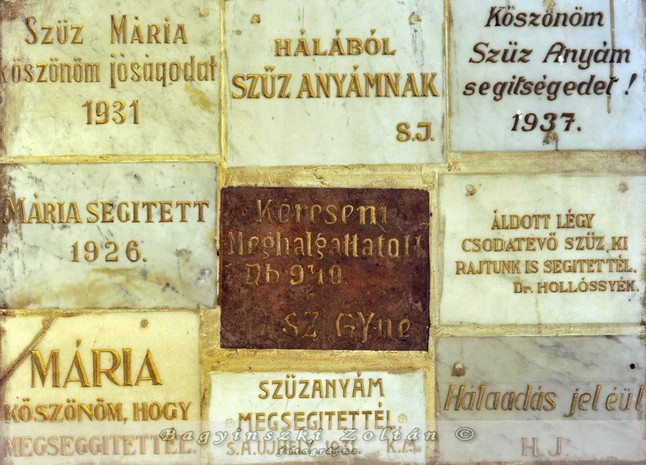 Szűz Mária
köszönöm jóságodat
1931
HÁLÁBÓL
SZŰZ ANYÁMNAK
S.J.
Köszönöm
Szűz Anyám
segitségedet!
1937.
MÁRIA SEGITETT
1926.
Kérésem
Meghalgattatott
SZ GYné
ÁLDOTT LÉGY
CSODATEVŐ SZŰZ, KI
RAJTUNK IS SEGITETTÉL.
Dr. HOLLÓSSYÉK.
MÁRIA
KÖSZÖNÖM, HOGY
MEGSEGGITETTÉL.
SZŰZANYÁM
MEGSEGITETTÉL
S.A.UJHELY
Hálaadás jeléül
H. J.
Bagyinszki Zoltán ©